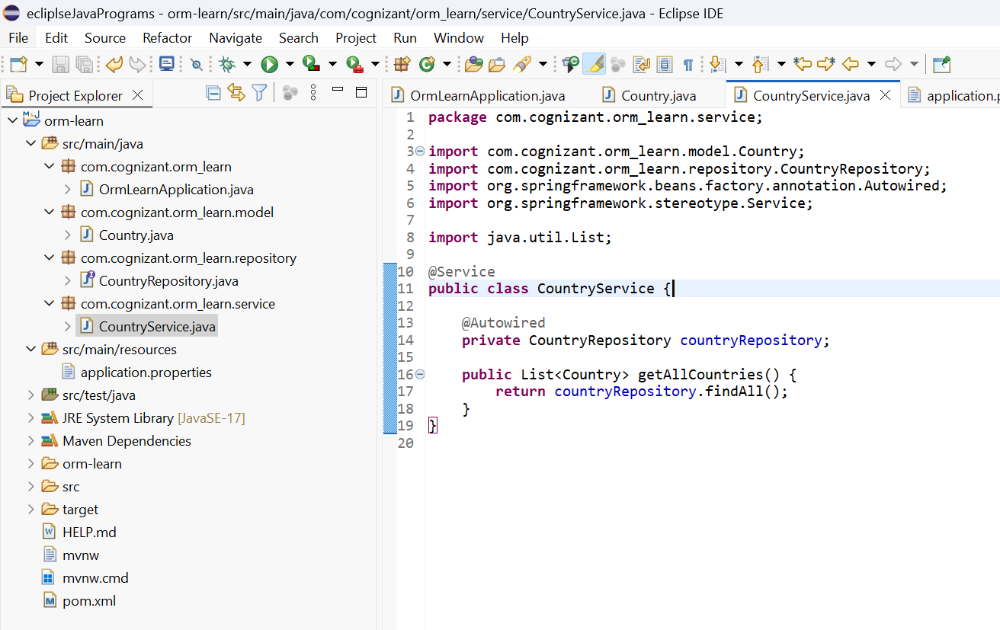 ecliplseJavaPrograms - orm-learn/src/main/java/com/cognizant/orm_learn/service/CountryService.java - Eclipse IDE
File Edit Source Refactor Navigate Search Project Run Window Help
Project Explorer
orm-learn
src/main/java
com.cognizant.orm_learn
OrmLearnApplication.java
com.cognizant.orm_learn.model
Country.java
com.cognizant.orm_learn.repository
CountryRepository.java
com.cognizant.orm_learn.service
CountryService.java
src/main/resources
application.properties
src/test/java
JRE System Library [JavaSE-17]
Maven Dependencies
orm-learn
src
target
HELP.md
mvnw
mvnw.cmd
pom.xml
OrmLearnApplication.java Country.java CountryService.java application.p
1 package com.cognizant.orm_learn.service;
2
3 import com.cognizant.orm_learn.model.Country;
4 import com.cognizant.orm_learn.repository.CountryRepository;
5 import org.springframework.beans.factory.annotation.Autowired;
6 import org.springframework.stereotype.Service;
7
8 import java.util.List;
9
10 @Service
11 public class CountryService {
12
13 @Autowired
14 private CountryRepository countryRepository;
15
16 public List<Country> getAllCountries() {
17 return countryRepository.findAll();
18 }
19 }
20